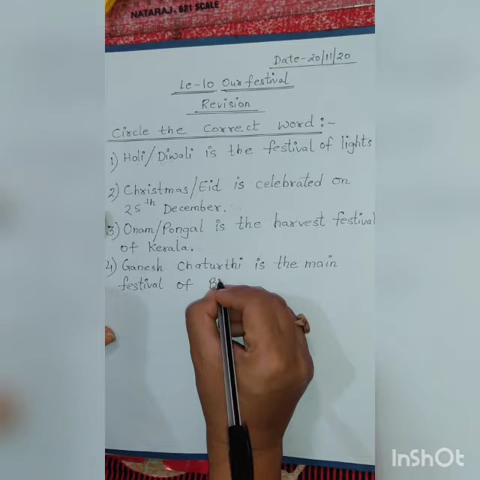 NATARAJ, 621 SCALE
Date-20/11/20
Le-10 Our festival
Revision
Circle the Correct Word:-
1) Holi/Diwali is the festival of lights
2) Christmas/Eid is celebrated on
25th December.
3) Onam/Pongal is the harvest festival
of Kerala.
4) Ganesh Chaturthi is the main
festival of
InShOt